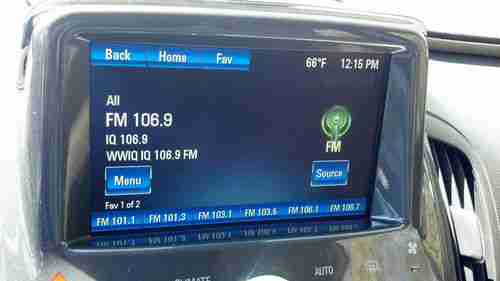 Back Home Fav 66°F 12:15 PM
All
FM 106.9
IQ 106.9
WWIQ IQ 106.9 FM
FM
Menu Source
Fav 1 of 2
FM 101.1 FM 101.3 FM 103.1 FM 103.5 FM 106.1 FM 106.7
CLIMATE AUTO